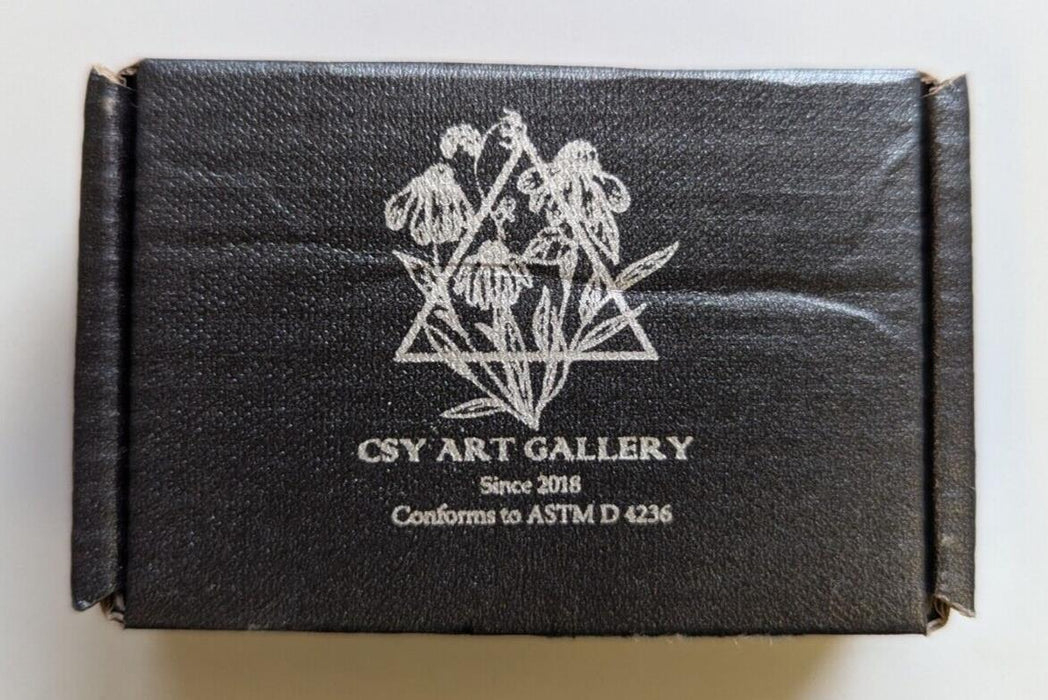 CSY ART GALLERY
Since 2018
Conforms to ASTM D 4236